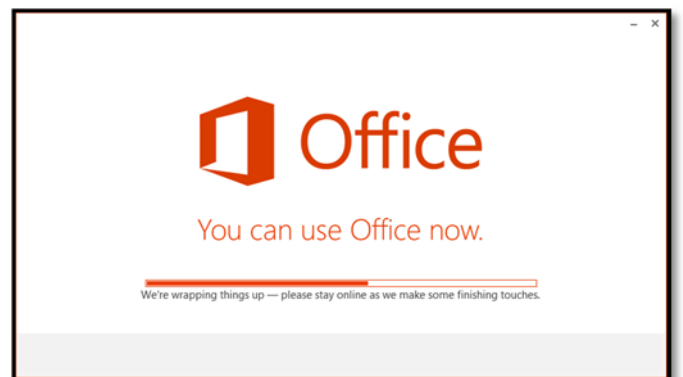 Office
You can use Office now.
We're wrapping things up — please stay online as we make some finishing touches.